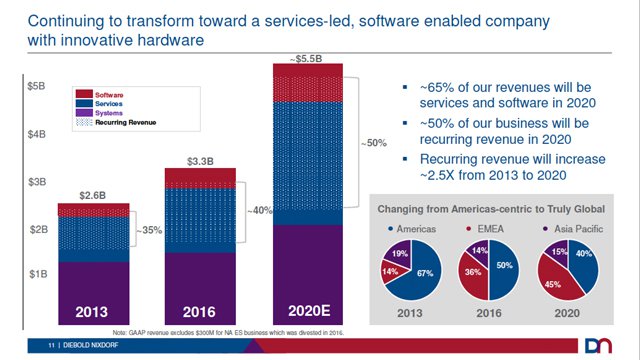 Continuing to transform toward a services-led, software enabled company
with innovative hardware
~$5.5B
$5B
$4B
$3B
$2B
$1B
Software
Services
Systems
Recurring Revenue
$2.6B
$3.3B
~35%
~40%
~50%
2013
2016
2020E
Note: GAAP revenue excludes $300M for NA ES business which was divested in 2016.
~65% of our revenues will be
services and software in 2020
~50% of our business will be
recurring revenue in 2020
Recurring revenue will increase
~2.5X from 2013 to 2020
Changing from Americas-centric to Truly Global
Americas
EMEA
Asia Pacific
19%
14%
67%
14%
36%
50%
15%
40%
45%
2013
2016
2020
11 | DIEBOLD NIXDORF
DN